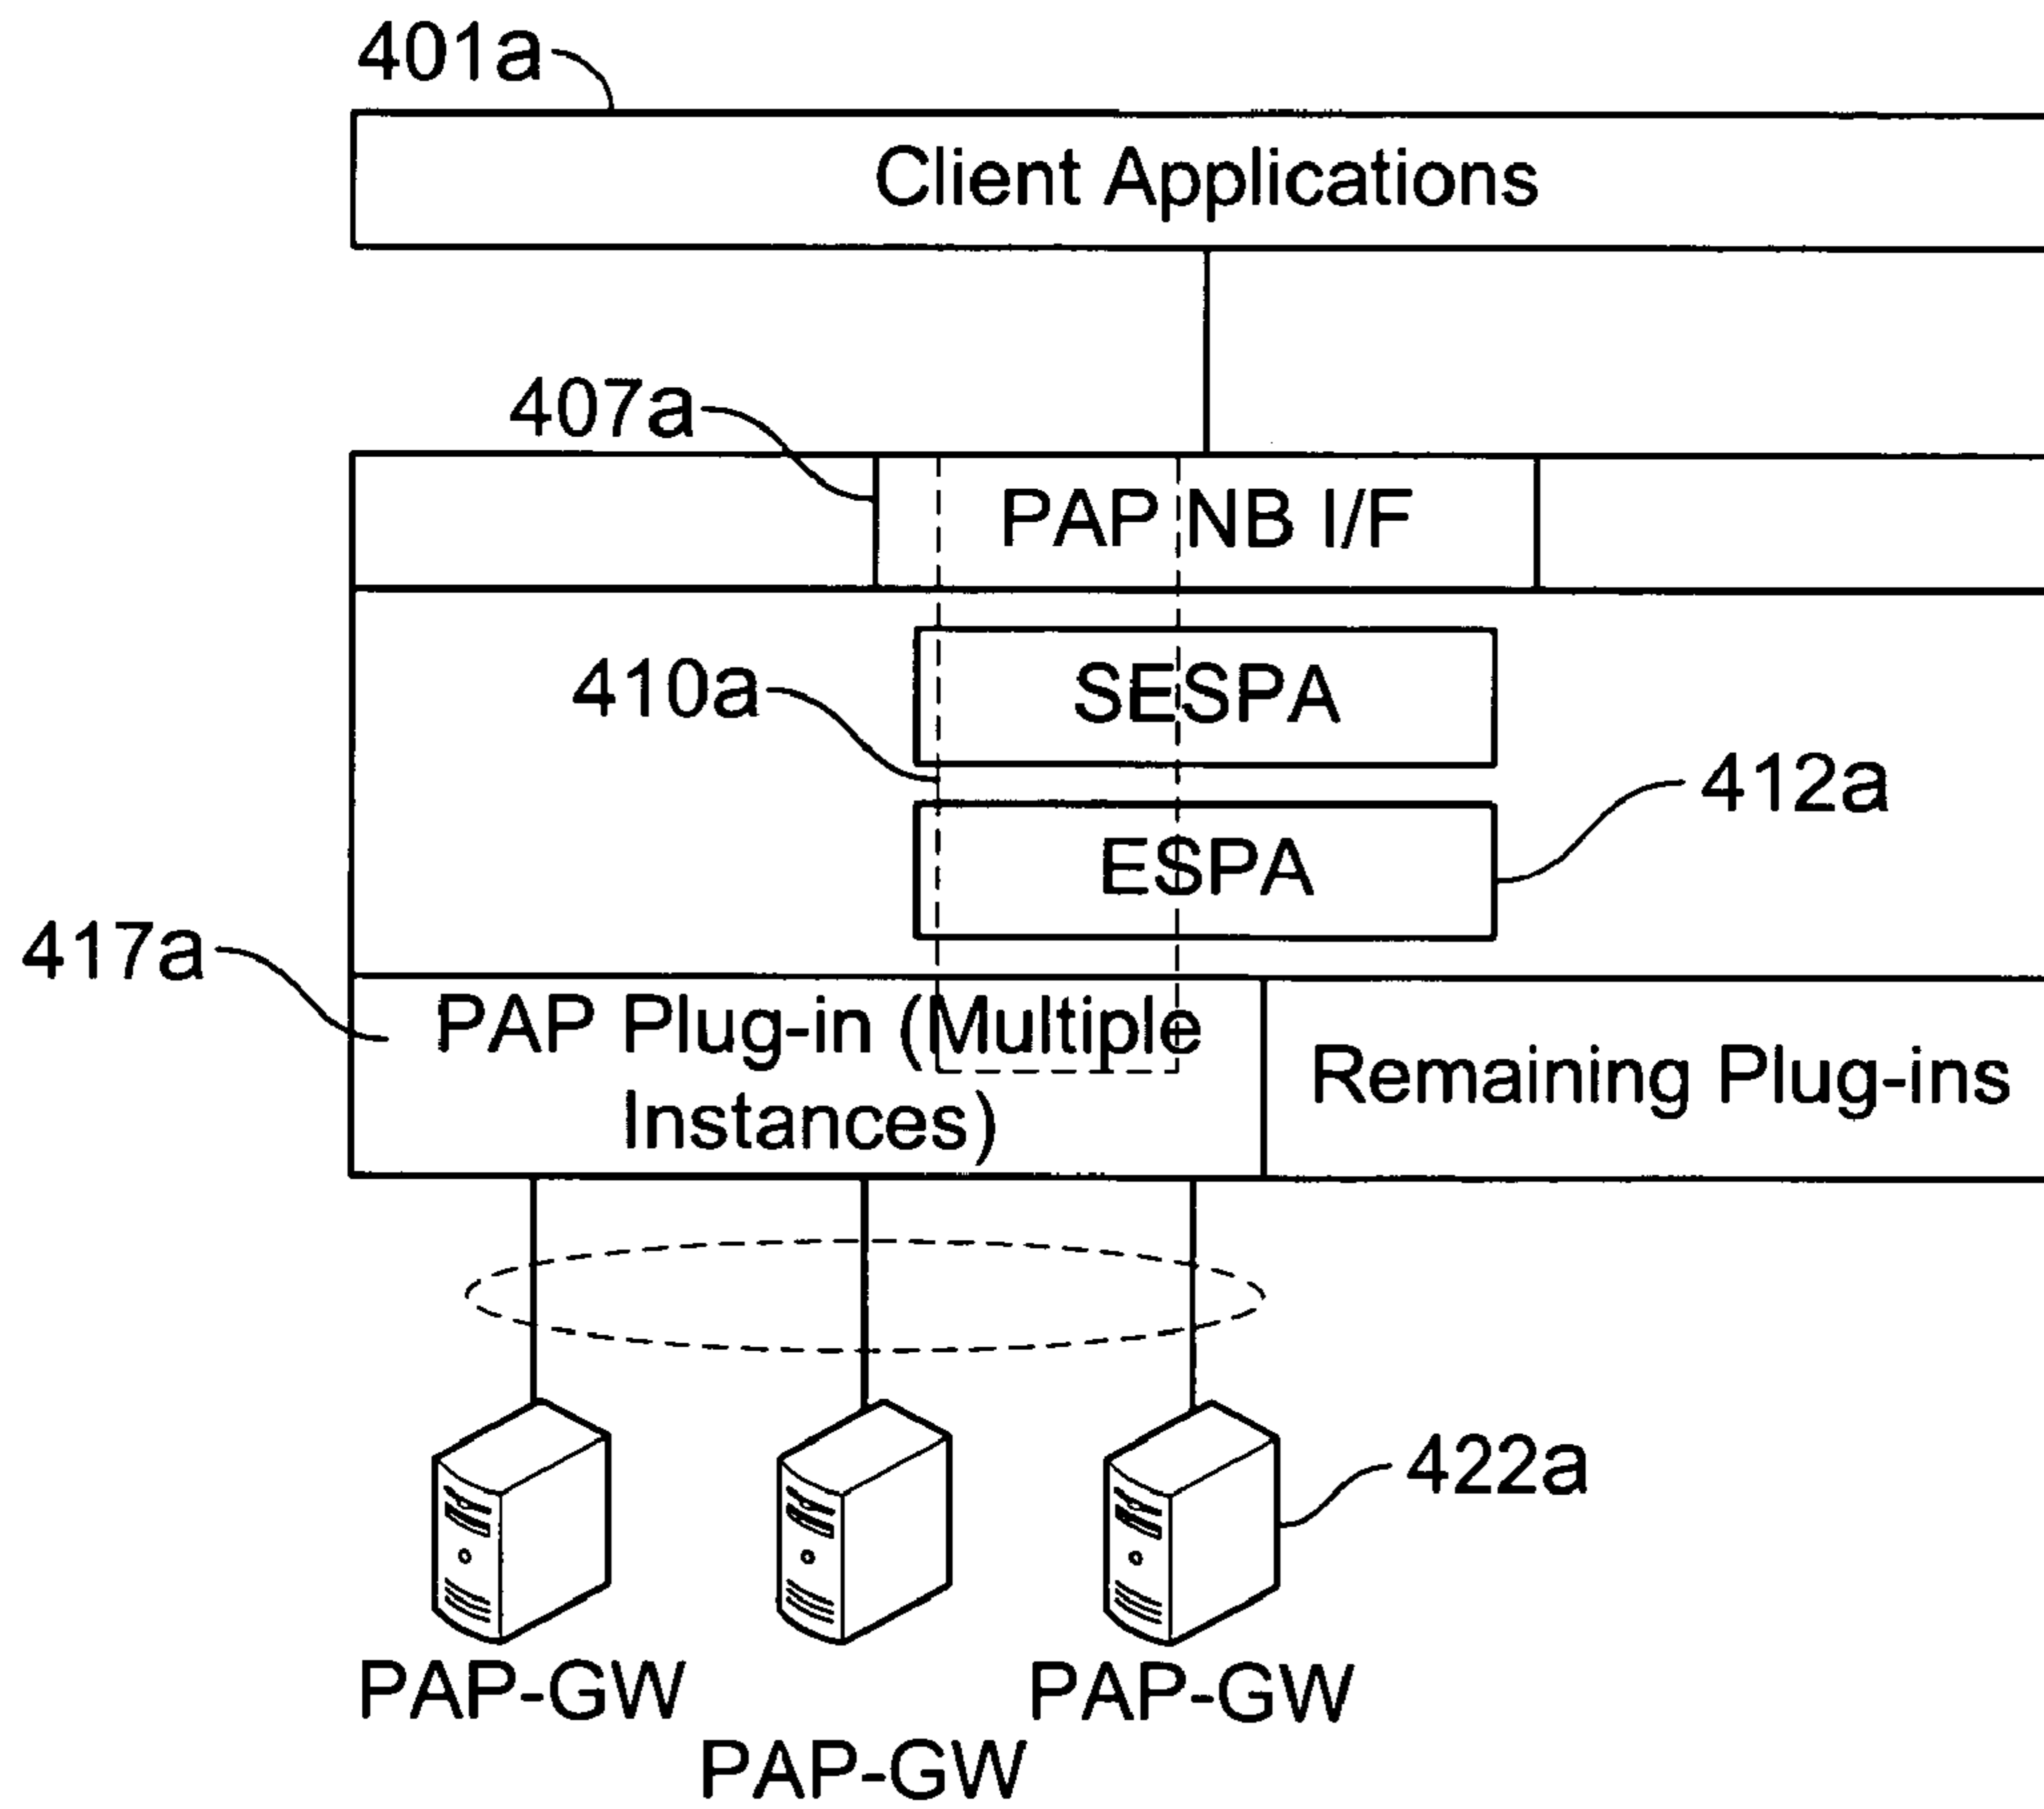 401a
Client Applications
407a
PAP NB I/F
410a
SESPA
412a
ESPA
417a
PAP Plug-in (Multiple
Instances)
Remaining Plug-ins
422a
PAP-GW
PAP-GW
PAP-GW